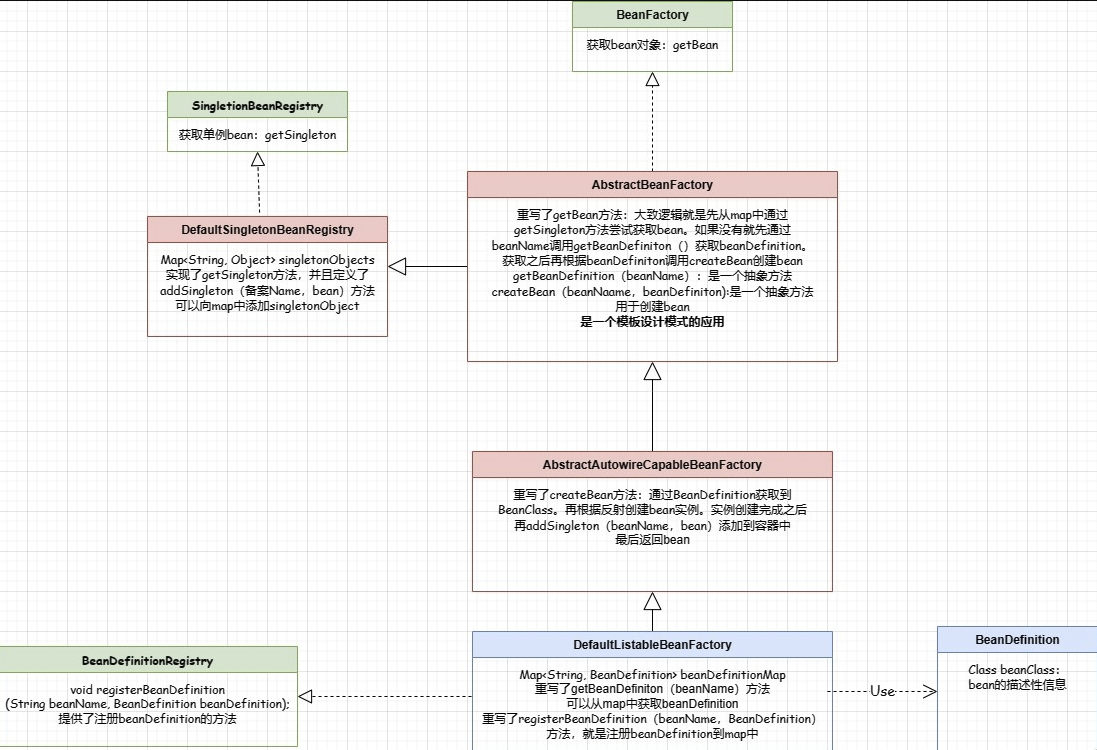 BeanFactory
获取bean对象：getBean
SingletionBeanRegistry
获取单例bean：getSingleton
AbstractBeanFactory
重写了getBean方法：大致逻辑就是先从map中通过
getSingleton方法尝试获取bean。如果没有就先通过
beanName调用getBeanDefiniton（）获取beanDefinition。
获取之后再根据beanDefiniton调用createBean创建bean
getBeanDefinition（beanName）：是一个抽象方法
createBean（beanNaame，beanDefiniton):是一个抽象方法
用于创建bean
是一个模板设计模式的应用
DefaultSingletonBeanRegistry
Map<String, Object> singletonObjects
实现了getSingleton方法，并且定义了
addSingleton（备案Name，bean）方法
可以向map中添加singletonObject
AbstractAutowireCapableBeanFactory
重写了createBean方法：通过BeanDefinition获取到
BeanClass。再根据反射创建bean实例。实例创建完成之后
再addSingleton（beanName，bean）添加到容器中
最后返回bean
DefaultListableBeanFactory
Map<String, BeanDefinition> beanDefinitionMap
重写了getBeanDefiniton（beanName）方法
可以从map中获取beanDefinition
重写了registerBeanDefinition（beanName，BeanDefinition）
方法，就是注册beanDefinition到map中
BeanDefinitionRegistry
void registerBeanDefinition
(String beanName, BeanDefinition beanDefinition);
提供了注册beanDefinition的方法
Use
BeanDefinition
Class beanClass：
bean的描述性信息